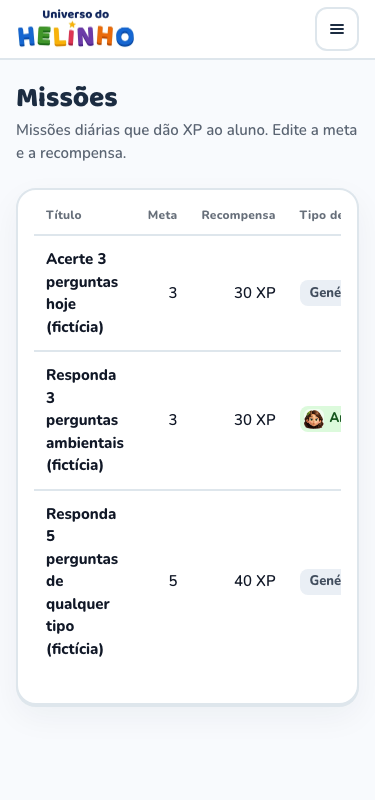 Universo do
HELINHO
Missões
Missões diárias que dão XP ao aluno. Edite a meta
e a recompensa.
Título Meta Recompensa Tipo de
Acerte 3
perguntas
hoje
(fictícia)
3 30 XP Gené
Responda
3
perguntas
ambientais
(fictícia)
3 30 XP
Responda
5
perguntas
de
qualquer
tipo
(fictícia)
5 40 XP Gené